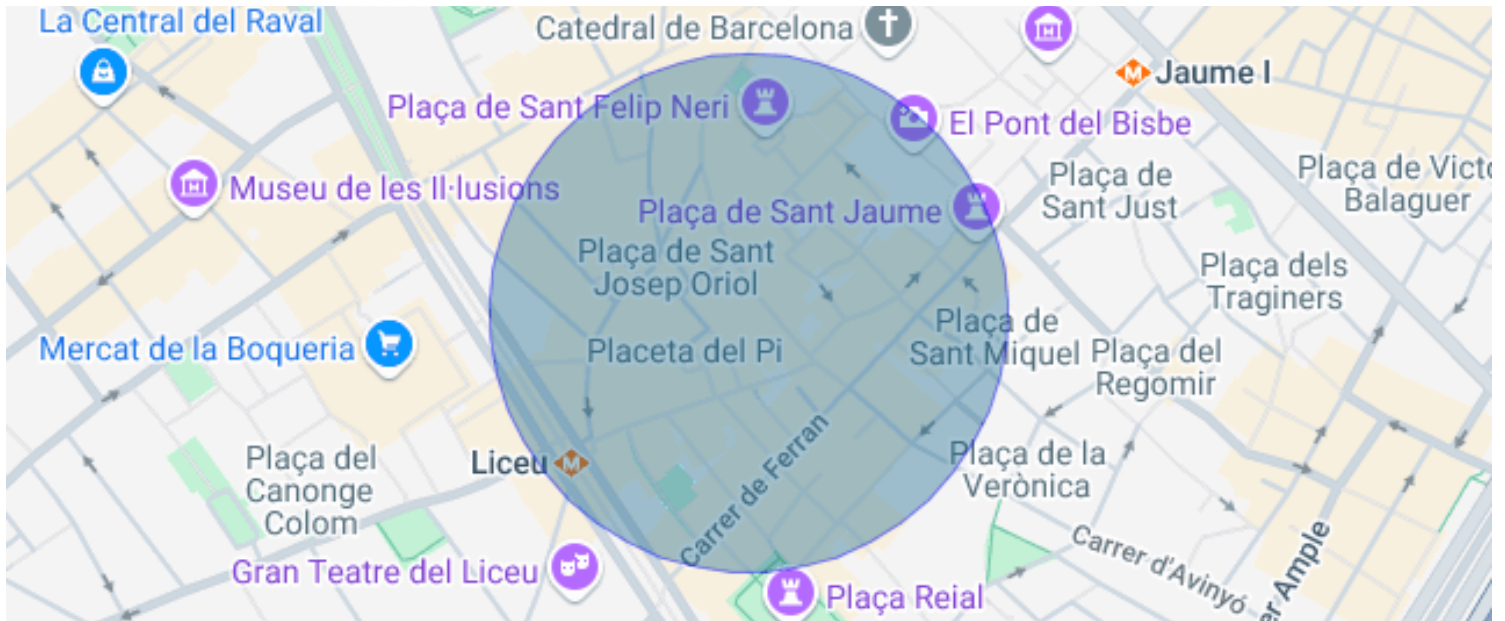 La Central del Raval
Catedral de Barcelona
Jaume I
Plaça de Sant Felip Neri
El Pont del Bisbe
Museu de les Il·lusions
Plaça de
Sant Just
Plaça de Victo
Balaguer
Plaça de Sant Jaume
Plaça de Sant
Josep Oriol
Plaça dels
Traginers
Mercat de la Boqueria
Placeta del Pi
Plaça de
Sant Miquel
Plaça del
Regomir
Plaça del
Canonge
Colom
Liceu
Carrer de Ferran
Plaça de la
Verònica
Gran Teatre del Liceu
Plaça Reial
Carrer d'Avinyó
er Ample